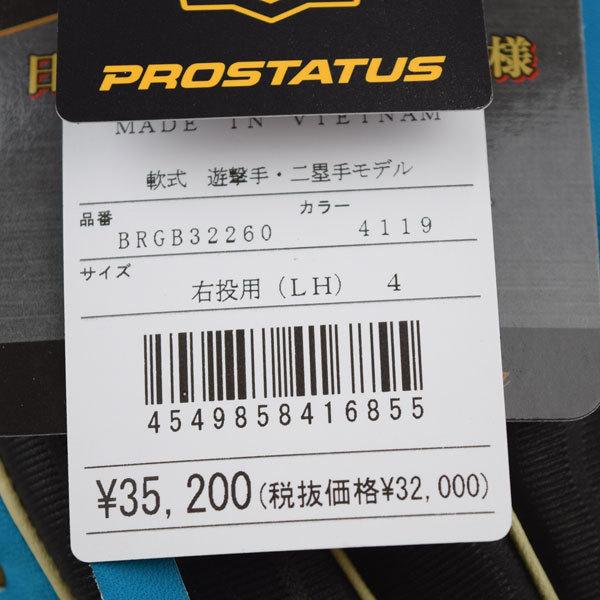 日
様
PROSTATUS
MADE IN VIETNAM
軟式 遊撃手・二塁手モデル
品番 BRGB32260 カラー 4119
サイズ 右投用(LH) 4
4549858416855
¥35,200(税抜価格¥32,000)